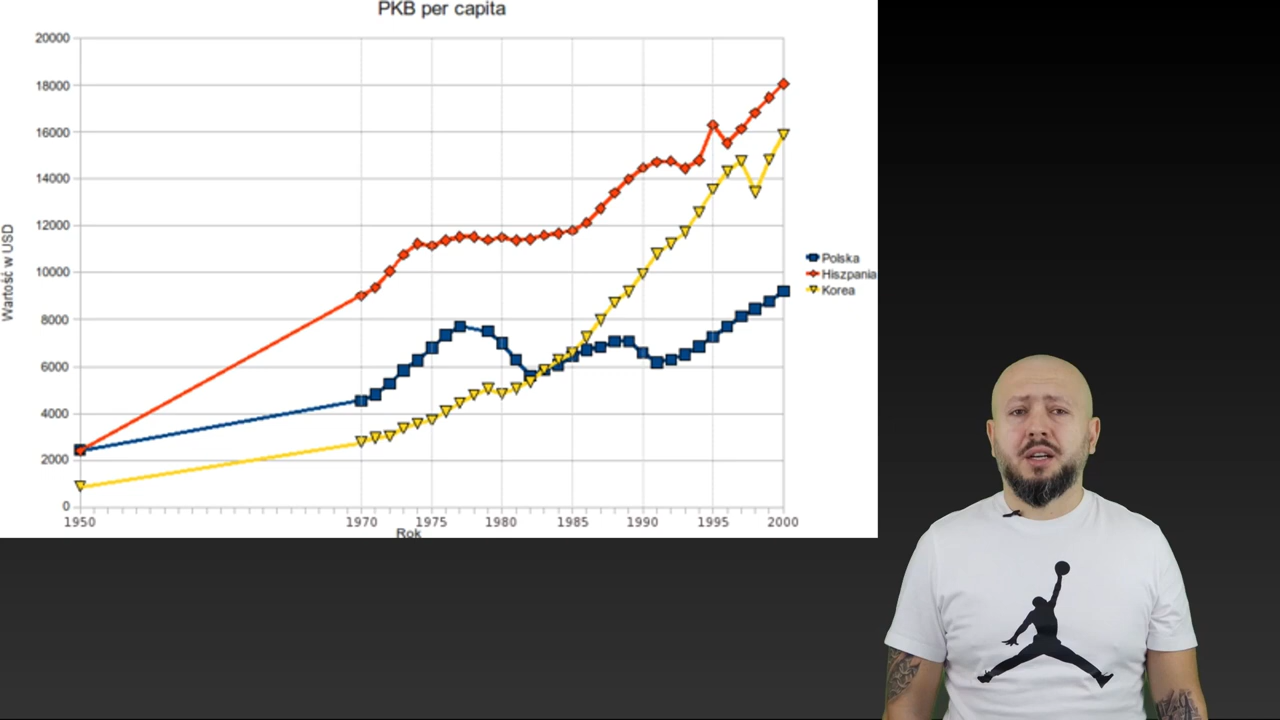 PKB per capita
20000
18000
16000
14000
12000
10000
8000
6000
4000
2000
0
Wartość w USD
1950 1970 1975 1980 1985 1990 1995 2000
Rok
Polska
Hiszpania
Korea